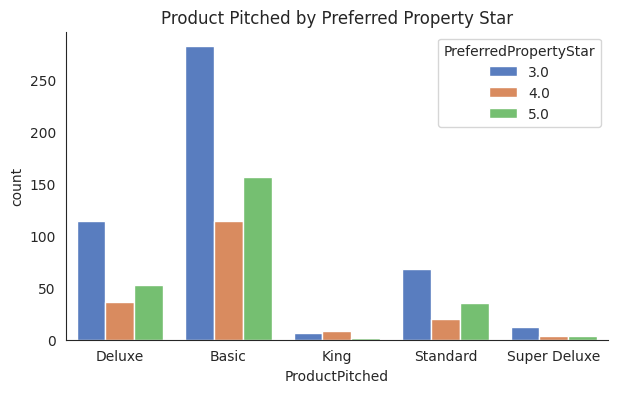 Product Pitched by Preferred Property Star
PreferredPropertyStar
3.0
4.0
5.0
count
250
200
150
100
50
0
Deluxe Basic King Standard Super Deluxe
ProductPitched